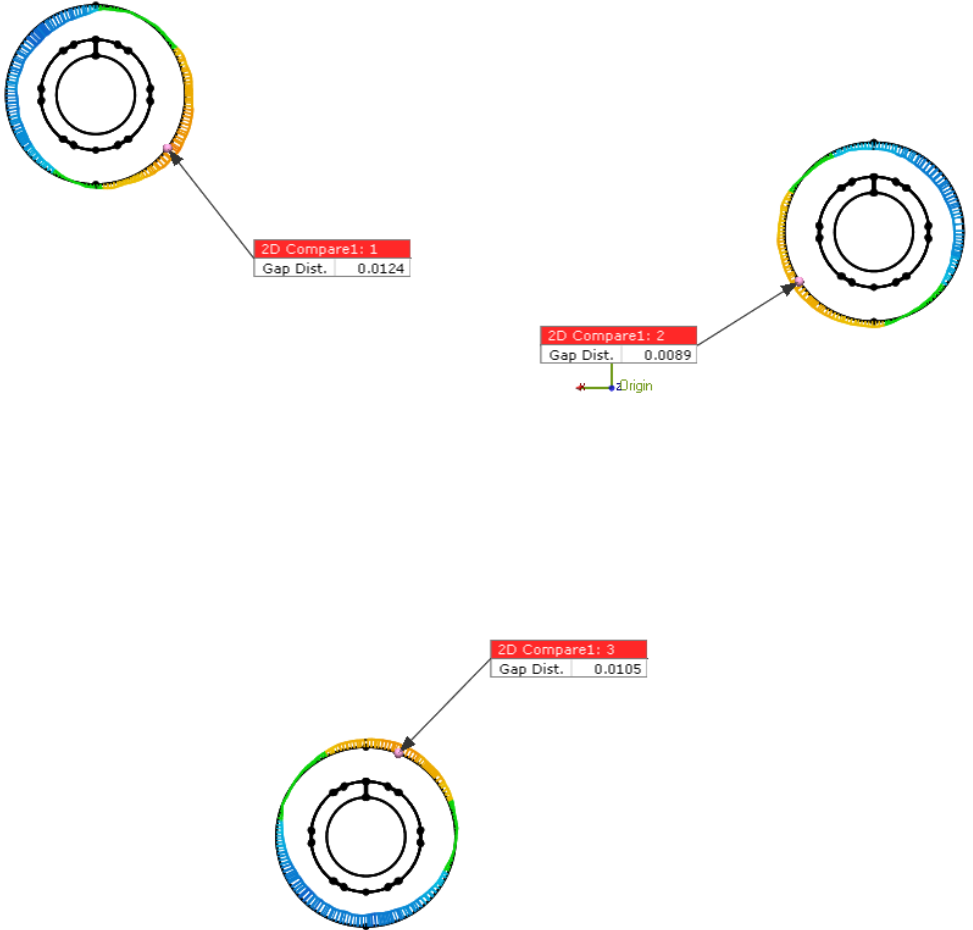 2D Compare1: 1
Gap Dist. 0.0124
2D Compare1: 2
Gap Dist. 0.0089
x z Origin
2D Compare1: 3
Gap Dist. 0.0105